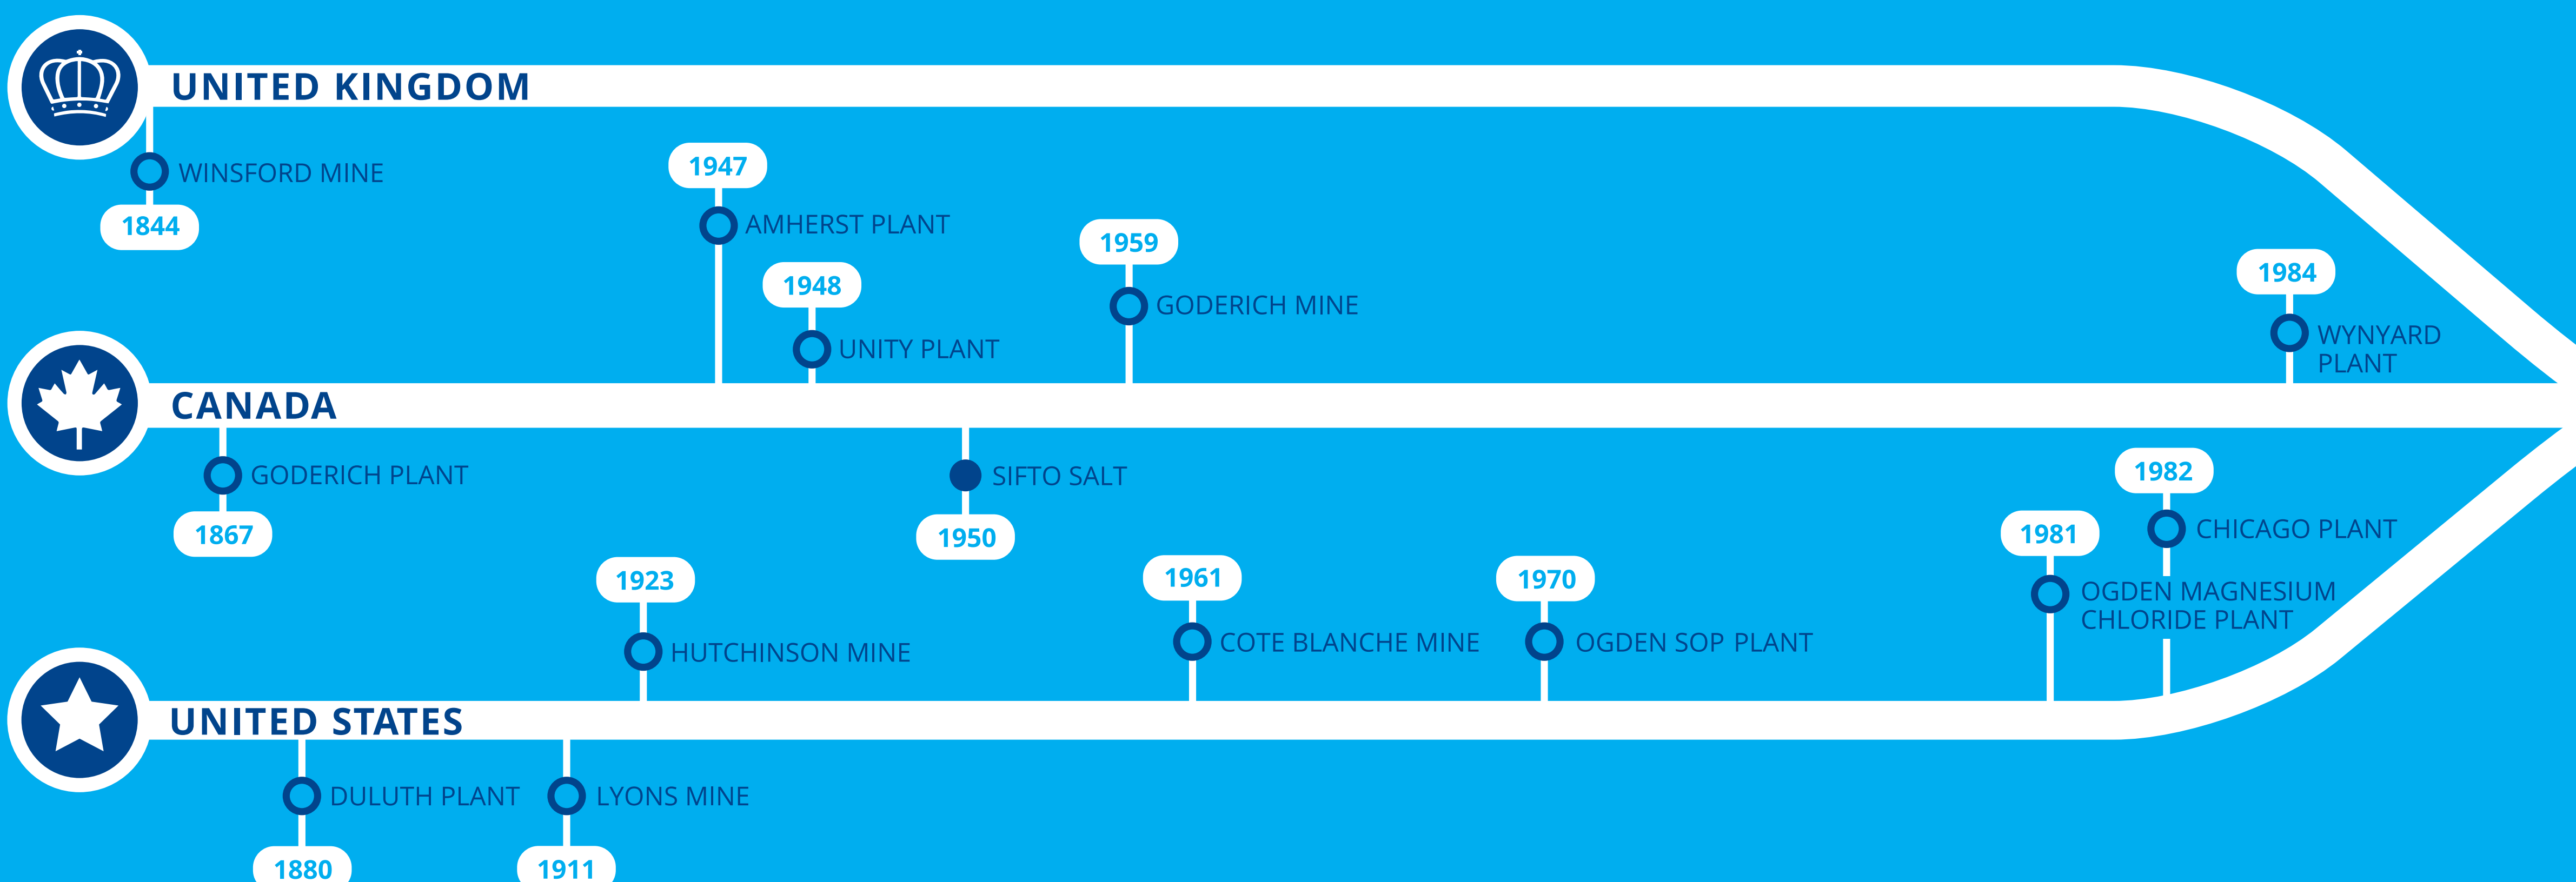 UNITED KINGDOM
WINSFORD MINE
1844
CANADA
1947
AMHERST PLANT
1948
UNITY PLANT
1959
GODERICH MINE
1984
WYNYARD
PLANT
GODERICH PLANT
1867
SIFTO SALT
1950
UNITED STATES
1923
HUTCHINSON MINE
1961
COTE BLANCHE MINE
1970
OGDEN SOP PLANT
1981
OGDEN MAGNESIUM
CHLORIDE PLANT
1982
CHICAGO PLANT
DULUTH PLANT
1880
LYONS MINE
1911